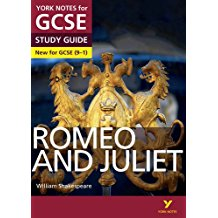 YORK NOTES FOR
GCSE
STUDY GUIDE
New for GCSE (9-1)
ROMEO
AND JULIET
William Shakespeare
YORK NOTES